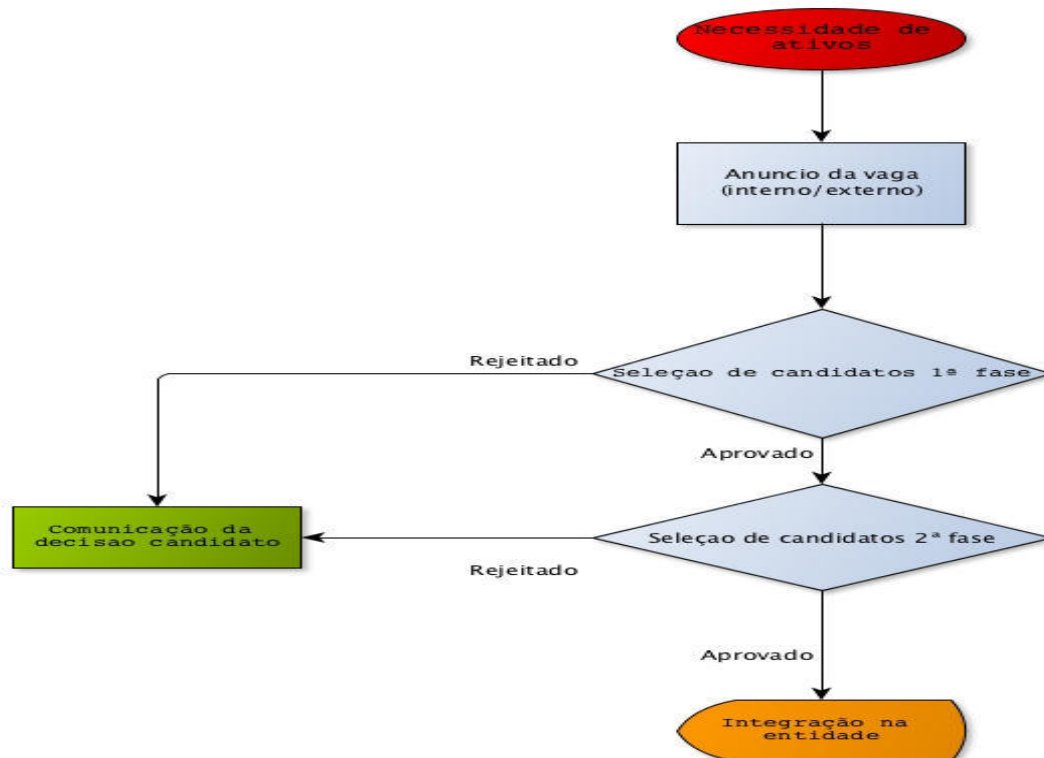 Necessidade de
ativos
Anuncio da vaga
(interno/externo)
Rejeitado
Seleçao de candidatos 1ª fase
Aprovado
Comunicação da
decisao candidato
Seleçao de candidatos 2ª fase
Rejeitado
Aprovado
Integração na
entidade